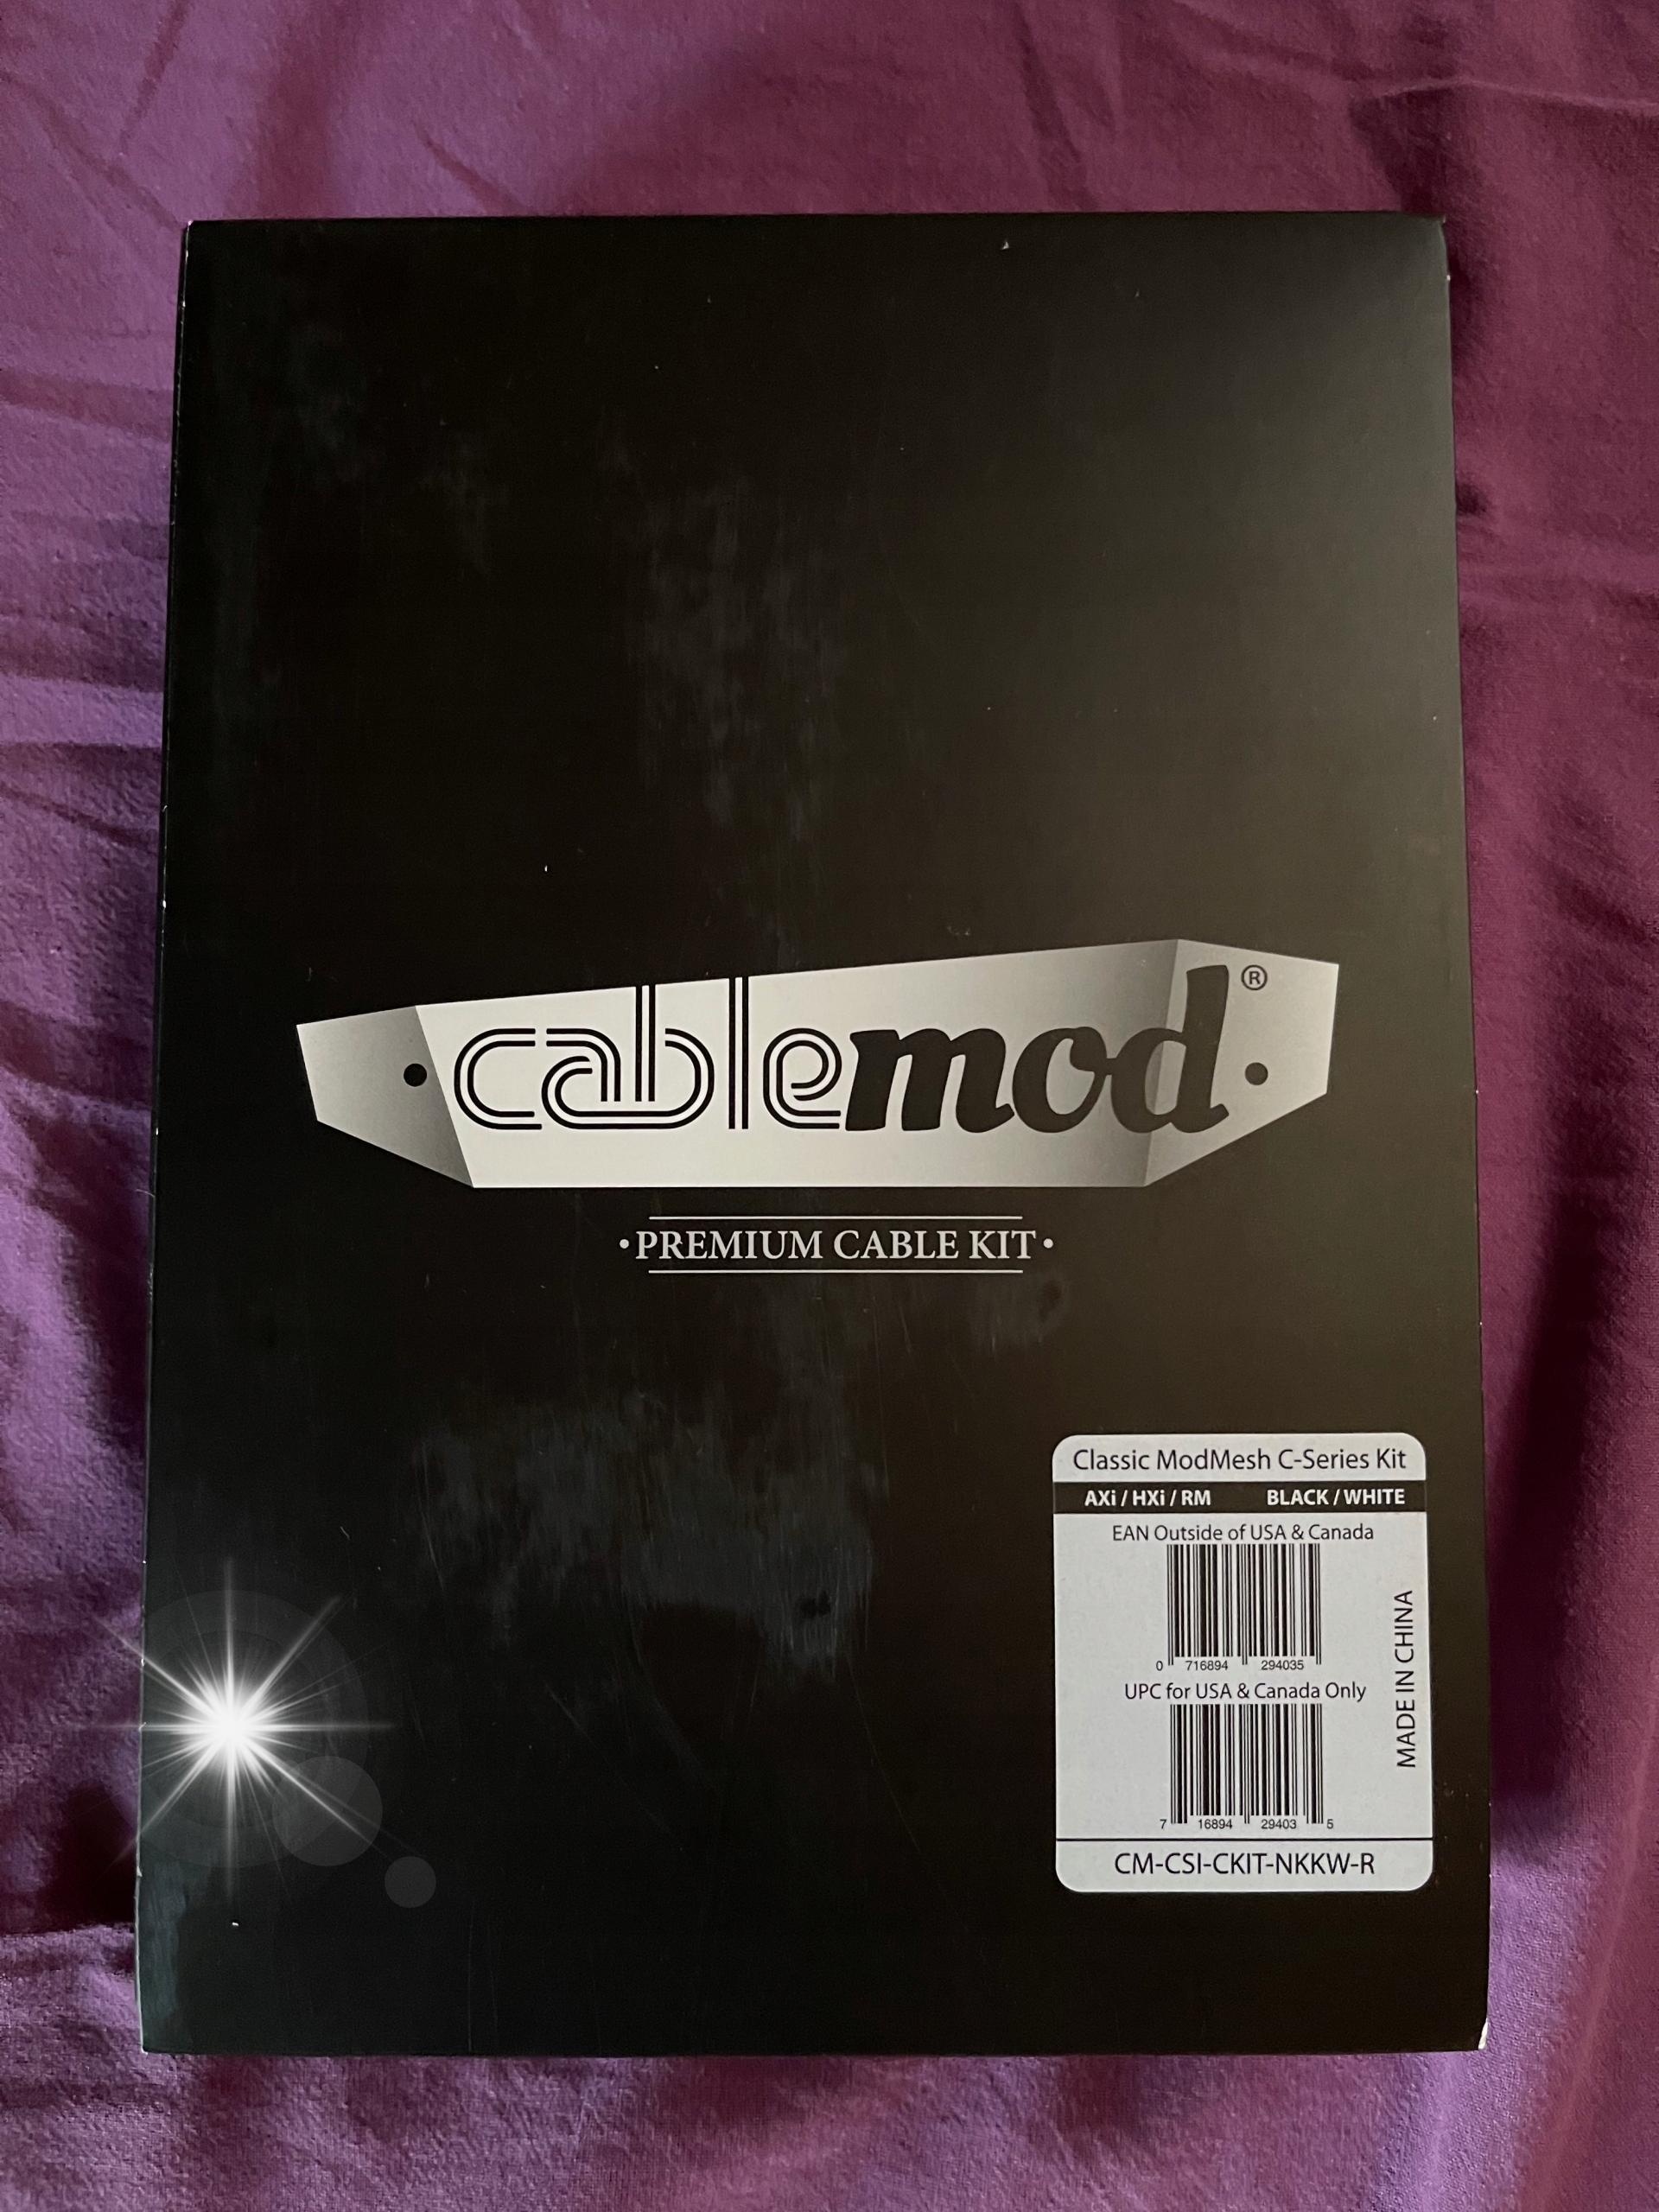 cablemod®
•PREMIUM CABLE KIT•
Classic ModMesh C-Series Kit
AXi / HXi / RM BLACK / WHITE
EAN Outside of USA & Canada
0 716894 294035
UPC for USA & Canada Only
7 16894 29403 5
MADE IN CHINA
CM-CSI-CKIT-NKKW-R